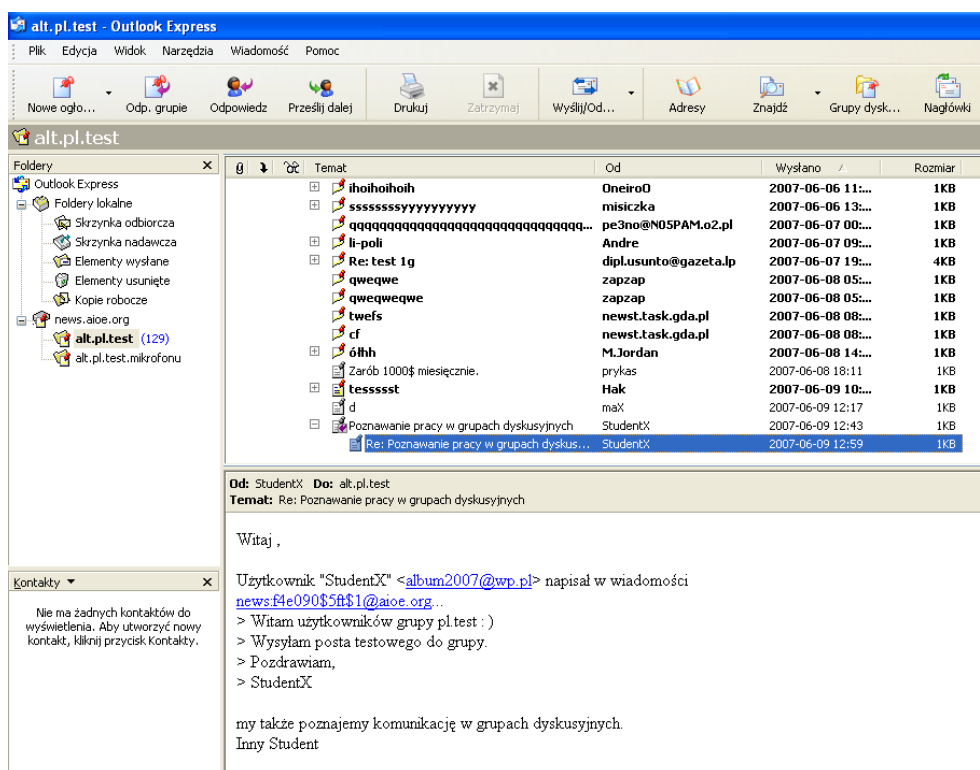 alt.pl.test - Outlook Express
Plik Edycja Widok Narzędzia Wiadomość Pomoc
Nowe ogło... Odp. grupie Odpowiedz Prześlij dalej Drukuj Zatrzymaj Wyślij/Od... Adresy Znajdź Grupy dysk... Nagłówki
alt.pl.test
Foldery
Outlook Express
Foldery lokalne
Skrzynka odbiorcza
Skrzynka nadawcza
Elementy wysłane
Elementy usunięte
Kopie robocze
news.aioe.org
alt.pl.test (129)
alt.pl.test.mikrofonu
Temat Od Wysłano Rozmiar
ihoihoihoih OneiroO 2007-06-06 11:... 1KB
ssssssssyyyyyyyyyy misiczka 2007-06-06 13:... 1KB
qqqqqqqqqqqqqqqqqqqqqqqqqqqqqqq... pe3no@N05PAM.o2.pl 2007-06-07 00:... 1KB
li-poli Andre 2007-06-07 09:... 1KB
Re: test 1g dipl.usunto@gazeta.lp 2007-06-07 19:... 4KB
qweqwe zapzap 2007-06-08 05:... 1KB
qweqweqwe zapzap 2007-06-08 05:... 1KB
twefs newst.task.gda.pl 2007-06-08 08:... 1KB
cf newst.task.gda.pl 2007-06-08 08:... 1KB
ółhh M.Jordan 2007-06-08 14:... 1KB
Zarób 1000$ miesięcznie. prykas 2007-06-08 18:11 1KB
tessssst Hak 2007-06-09 10:... 1KB
d maX 2007-06-09 12:17 1KB
Poznawanie pracy w grupach dyskusyjnych StudentX 2007-06-09 12:43 1KB
Re: Poznawanie pracy w grupach dyskus... StudentX 2007-06-09 12:59 1KB
Od: StudentX Do: alt.pl.test
Temat: Re: Poznawanie pracy w grupach dyskusyjnych
Witaj ,
Użytkownik "StudentX" <album2007@wp.pl> napisał w wiadomości
news:f4e090$5ft$1@aioe.org...
> Witam użytkowników grupy pl.test : )
> Wysyłam posta testowego do grupy.
> Pozdrawiam,
> StudentX
my także poznajemy komunikację w grupach dyskusyjnych.
Inny Student
Kontakty
Nie ma żadnych kontaktów do
wyświetlenia. Aby utworzyć nowy
kontakt, kliknij przycisk Kontakty.